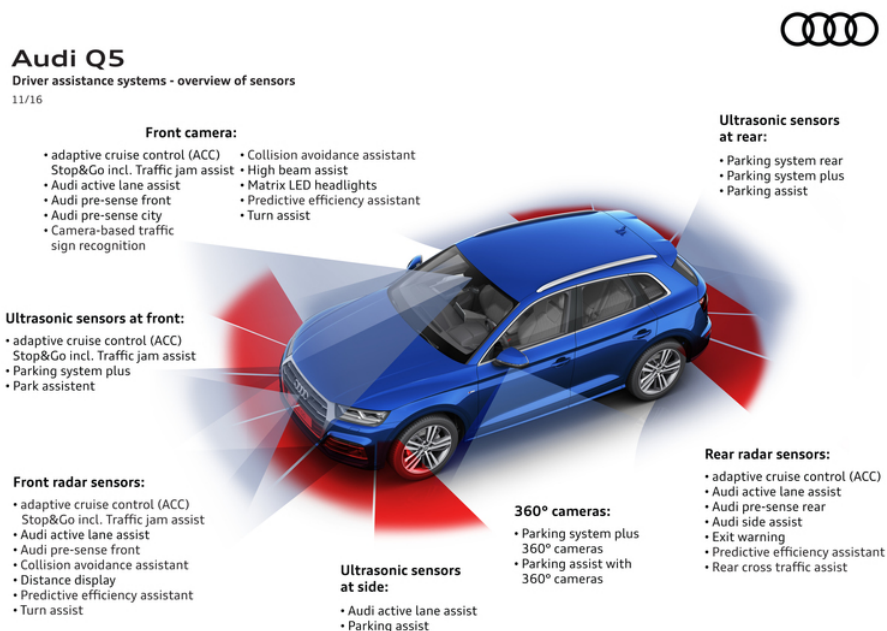 Audi Q5
Driver assistance systems - overview of sensors
11/16
Front camera:
• adaptive cruise control (ACC)
Stop&Go incl. Traffic jam assist
• Audi active lane assist
• Audi pre-sense front
• Audi pre-sense city
• Camera-based traffic
sign recognition
• Collision avoidance assistant
• High beam assist
• Matrix LED headlights
• Predictive efficiency assistant
• Turn assist
Ultrasonic sensors
at rear:
• Parking system rear
• Parking system plus
• Parking assist
Ultrasonic sensors at front:
• adaptive cruise control (ACC)
Stop&Go incl. Traffic jam assist
• Parking system plus
• Park assistent
Front radar sensors:
• adaptive cruise control (ACC)
Stop&Go incl. Traffic jam assist
• Audi active lane assist
• Audi pre-sense front
• Collision avoidance assistant
• Distance display
• Predictive efficiency assistant
• Turn assist
Ultrasonic sensors
at side:
• Audi active lane assist
• Parking assist
360° cameras:
• Parking system plus
360° cameras
• Parking assist with
360° cameras
Rear radar sensors:
• adaptive cruise control (ACC)
• Audi active lane assist
• Audi pre-sense rear
• Audi side assist
• Exit warning
• Predictive efficiency assistant
• Rear cross traffic assist